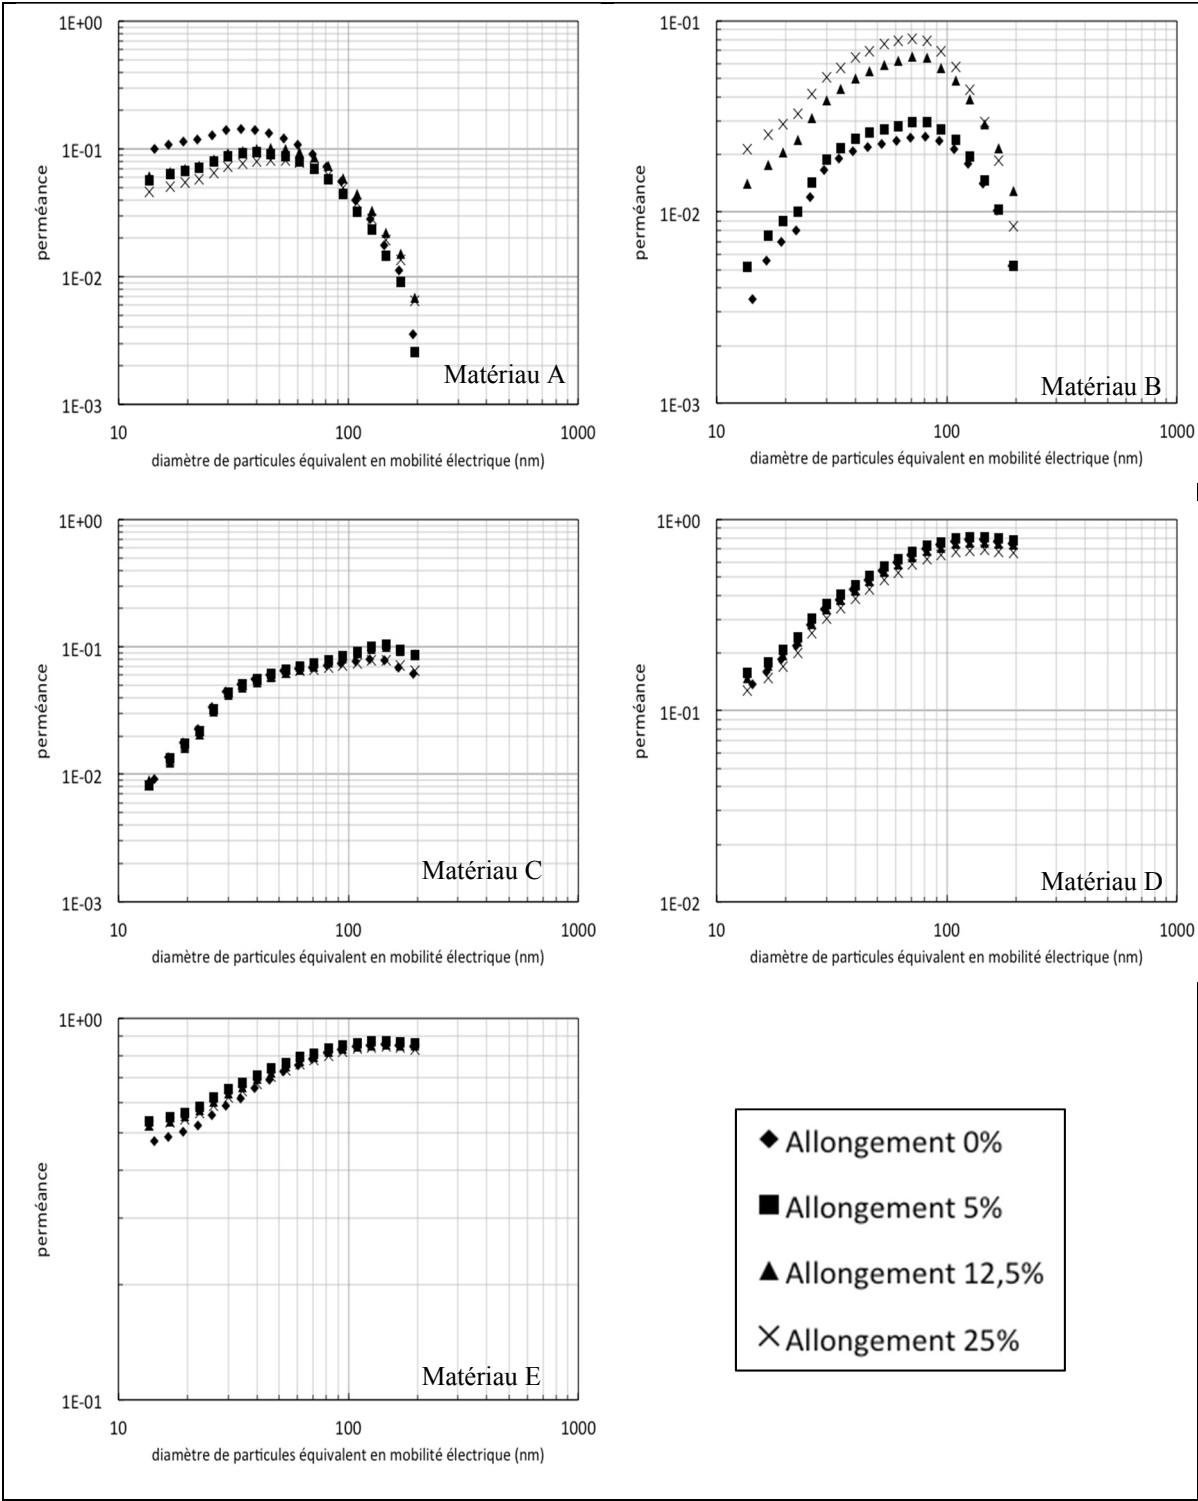 1E+00
1E-01
1E-02
1E-03
perméance
Matériau A
10 100 1000
diamètre de particules équivalent en mobilité électrique (nm)
1E-01
1E-02
1E-03
perméance
Matériau B
10 100 1000
diamètre de particules équivalent en mobilité électrique (nm)
1E+00
1E-01
1E-02
1E-03
perméance
Matériau C
10 100 1000
diamètre de particules équivalent en mobilité électrique (nm)
1E+00
1E-01
1E-02
perméance
Matériau D
10 100 1000
diamètre de particules équivalent en mobilité électrique (nm)
1E+00
1E-01
perméance
Matériau E
10 100 1000
diamètre de particules équivalent en mobilité électrique (nm)
Allongement 0%
Allongement 5%
Allongement 12,5%
Allongement 25%